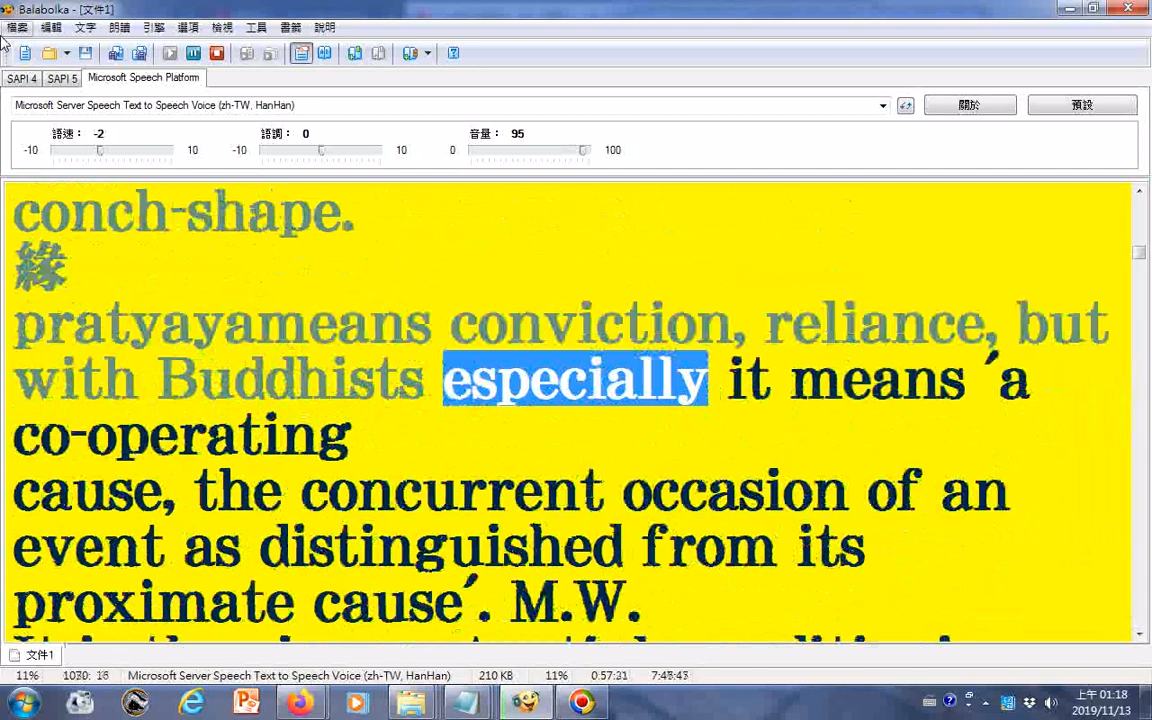 Balabolka - [文件1]
檔案 編輯 文字 朗讀 引擎 選項 檢視 工具 書籤 說明
SAPI 4 SAPI 5 Microsoft Speech Platform
Microsoft Server Speech Text to Speech Voice (zh-TW, HanHan) 關於 預設
語速： -2 語調： 0 音量： 95
-10 10 -10 10 0 100
conch-shape.
緣
pratyayameans conviction, reliance, but
with Buddhists especially it means ´a
co-operating
cause, the concurrent occasion of an
event as distinguished from its
proximate cause´. M.W.
文件1
11% 1030: 16 Microsoft Server Speech Text to Speech Voice (zh-TW, HanHan) 210 KB 11% 0:57:31 7:45:43
上午 01:18
2019/11/13